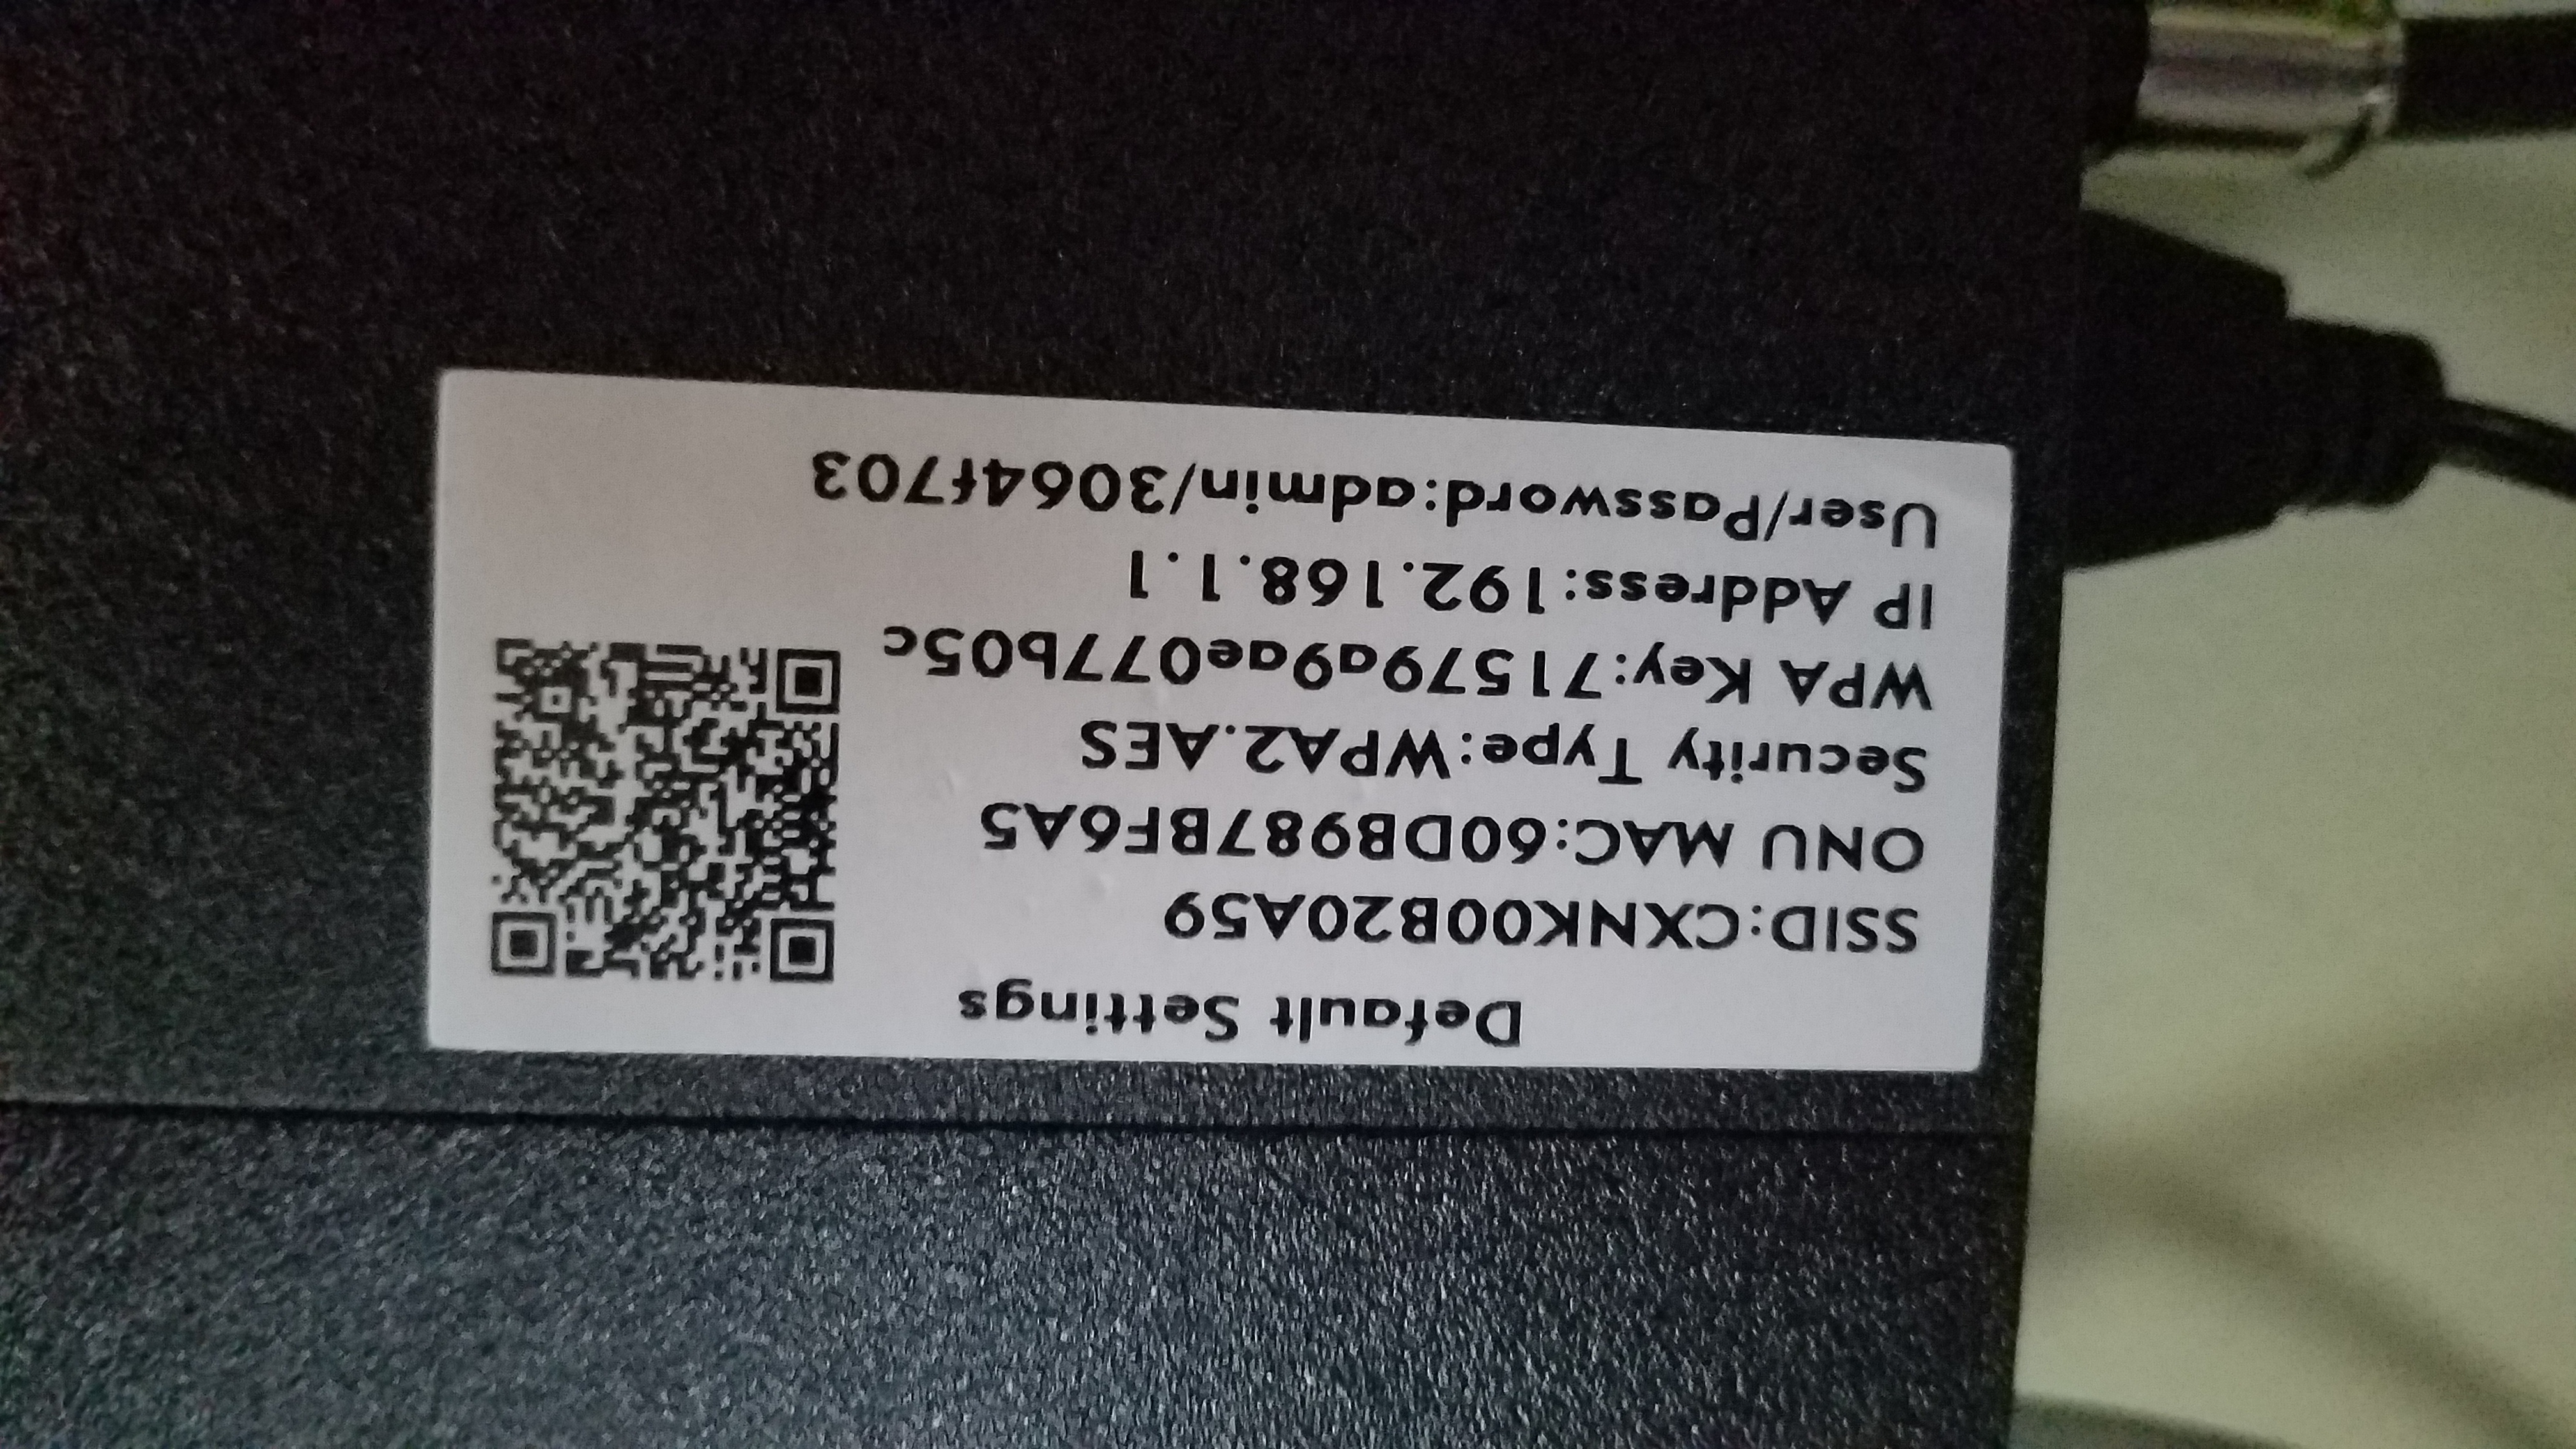 Default Settings
SSID:CXNK00B20A59
ONU MAC:60DB987BF6A5
Security Type:WPA2.AES
WPA Key:71579a9ae077b05c
IP Address:192.168.1.1
User/Password:admin/3064f703